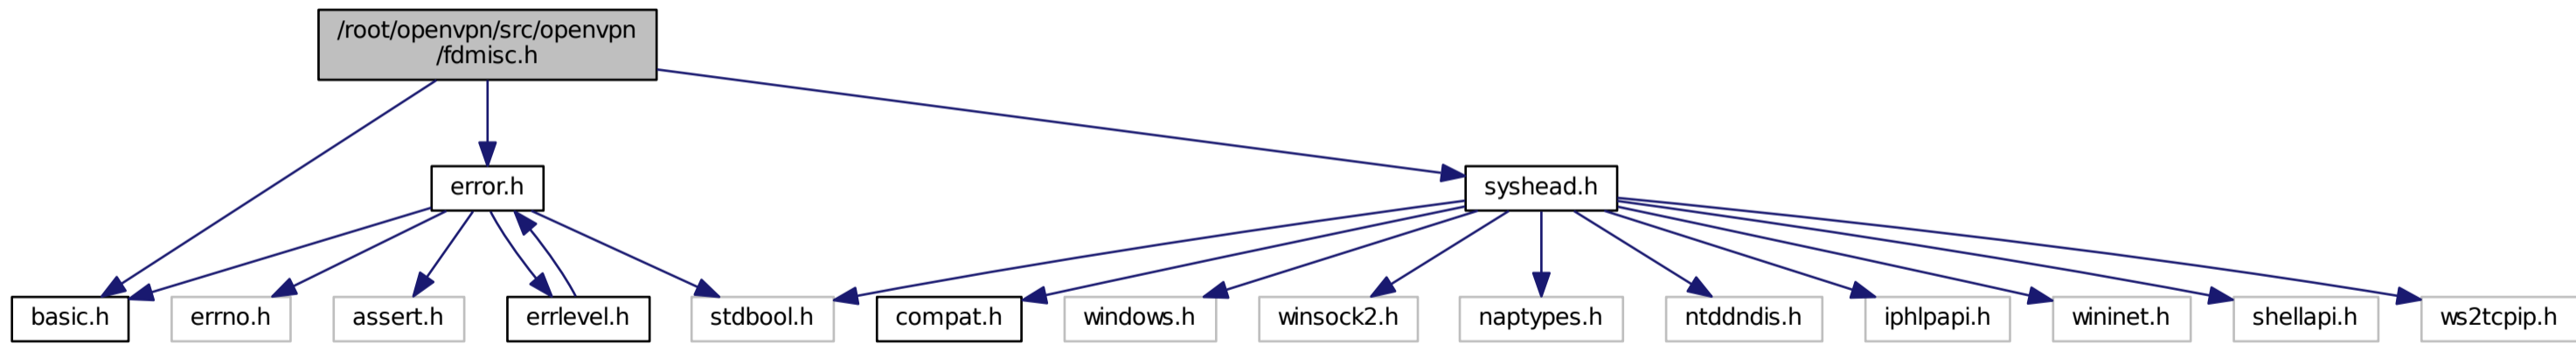 /root/openvpn/src/openvpn
/fdmisc.h
error.h
syshead.h
basic.h
errno.h
assert.h
errlevel.h
stdbool.h
compat.h
windows.h
winsock2.h
naptypes.h
ntddndis.h
iphlpapi.h
wininet.h
shellapi.h
ws2tcpip.h